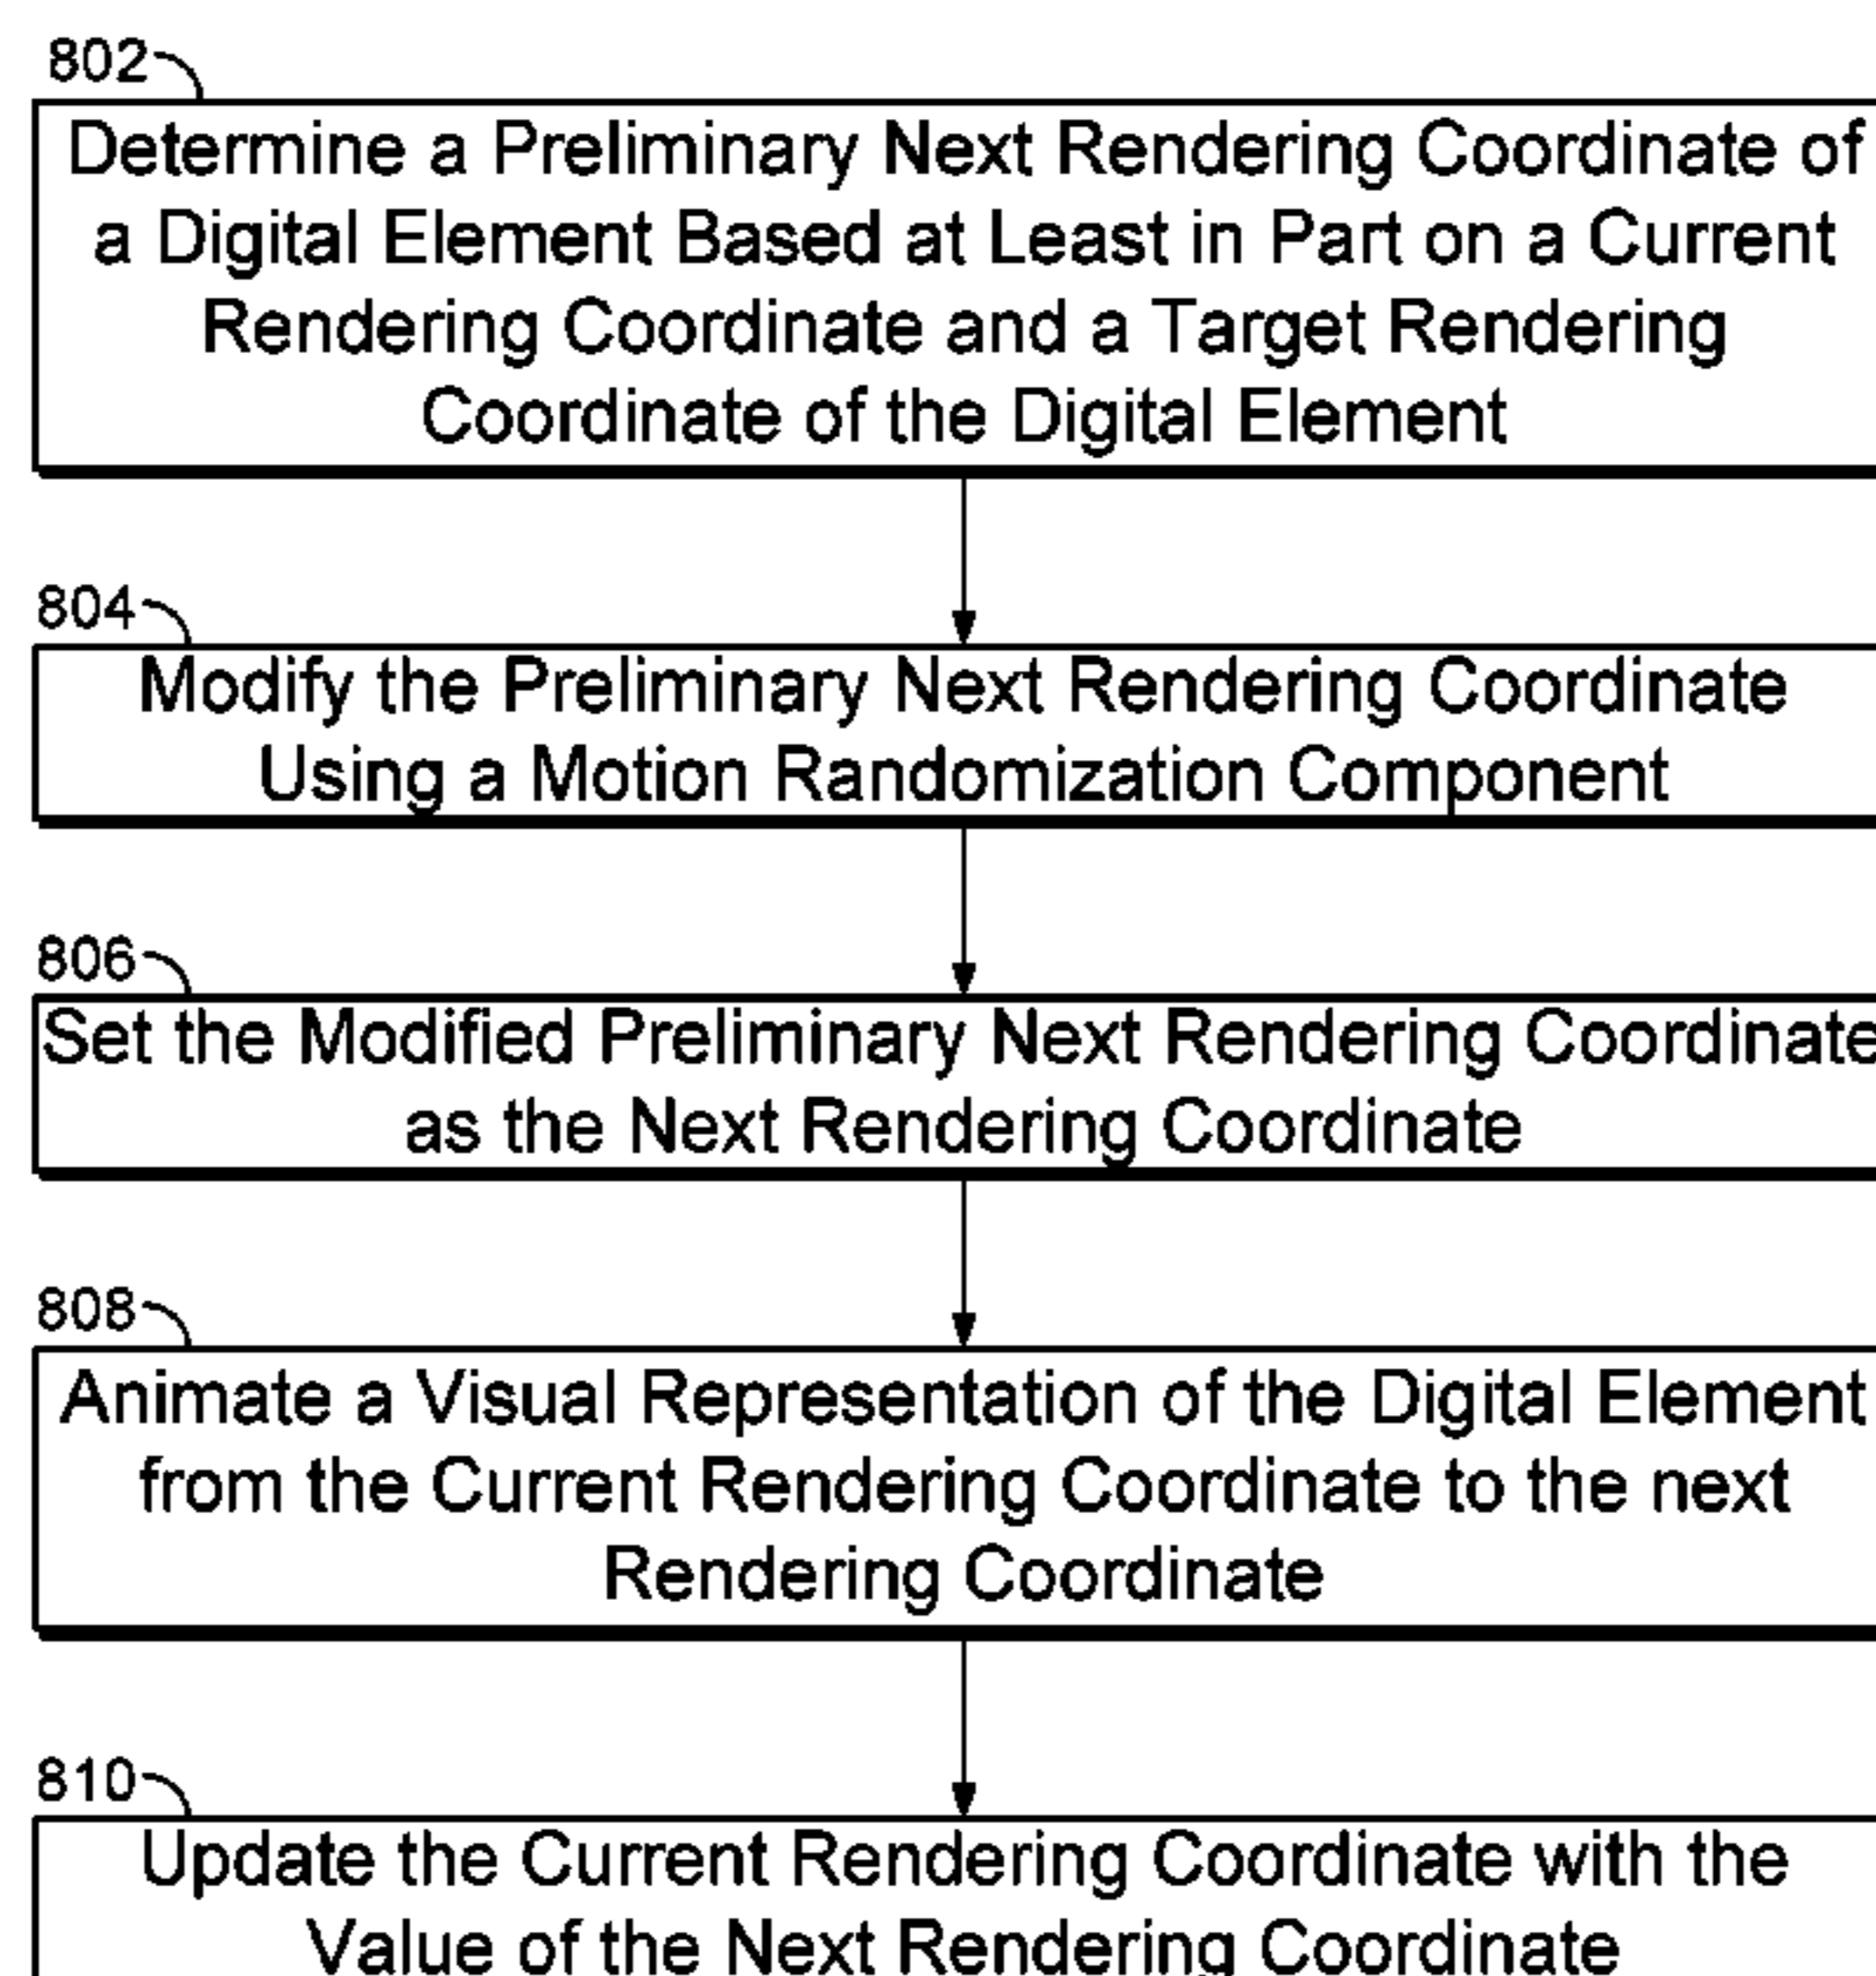 802
Determine a Preliminary Next Rendering Coordinate of
a Digital Element Based at Least in Part on a Current
Rendering Coordinate and a Target Rendering
Coordinate of the Digital Element
804
Modify the Preliminary Next Rendering Coordinate
Using a Motion Randomization Component
806
Set the Modified Preliminary Next Rendering Coordinate
as the Next Rendering Coordinate
808
Animate a Visual Representation of the Digital Element
from the Current Rendering Coordinate to the next
Rendering Coordinate
810
Update the Current Rendering Coordinate with the
Value of the Next Rendering Coordinate